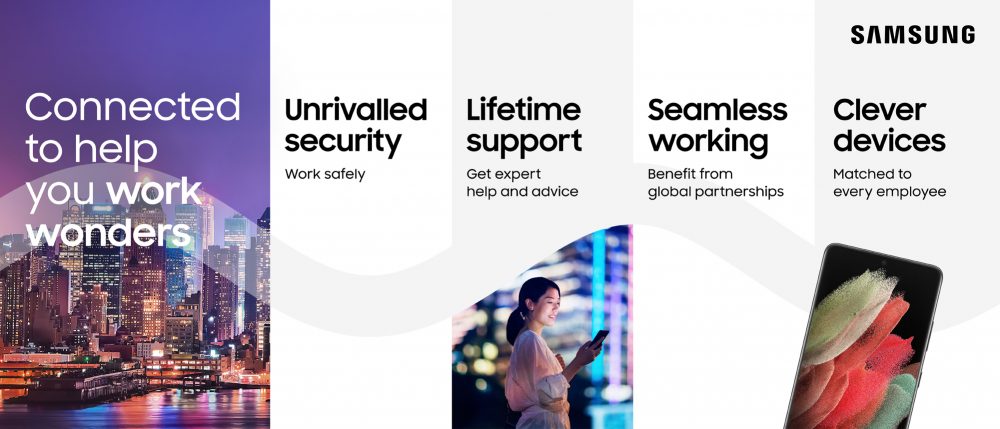 Connected
to help
you work
wonders
Unrivalled
security
Work safely
Lifetime
support
Get expert
help and advice
Seamless
working
Benefit from
global partnerships
SAMSUNG
Clever
devices
Matched to
every employee